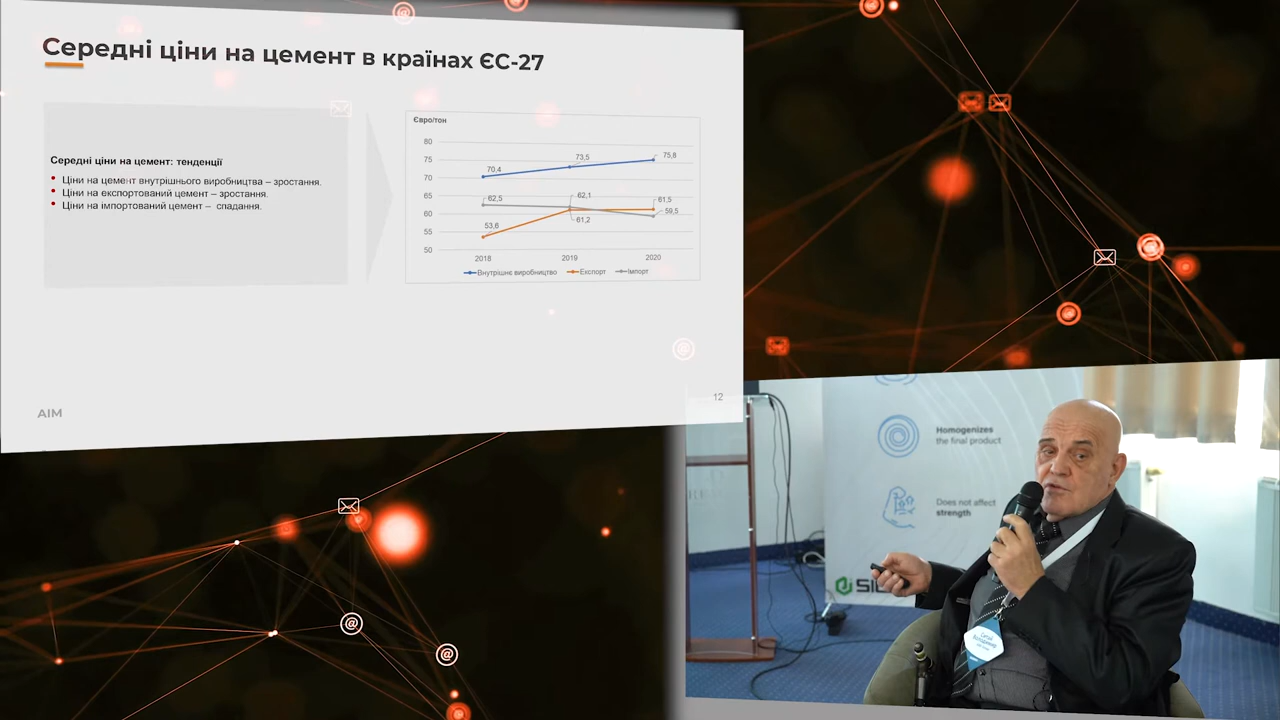 Середні ціни на цемент в країнах ЄС-27
Середні ціни на цемент: тенденції
Ціни на цемент внутрішнього виробництва – зростання.
Ціни на експортований цемент – зростання.
Ціни на імпортований цемент – спадання.
Євро/тон
80
75
70
65
60
55
50
70,4
73,5
75,8
62,5
62,1
61,5
53,6
61,2
59,5
2018
2019
2020
Внутрішнє виробництво
Експорт
Імпорт
AIM
12
Homogenizes
the final product
Does not affect
strength